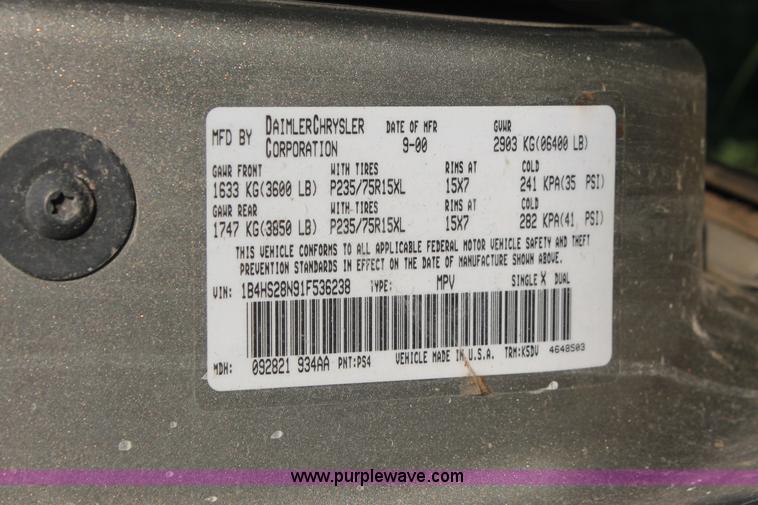 MFD BY DAIMLERCHRYSLER CORPORATION DATE OF MFR 9-00 GVWR 2903 KG(06400 LB)
GAWR FRONT WITH TIRES RIMS AT COLD
1633 KG(3600 LB) P235/75R15XL 15X7 241 KPA(35 PSI)
GAWR REAR WITH TIRES RIMS AT COLD
1747 KG(3850 LB) P235/75R15XL 15X7 282 KPA(41 PSI)
THIS VEHICLE CONFORMS TO ALL APPLICABLE FEDERAL MOTOR VEHICLE SAFETY AND THEFT
PREVENTION STANDARDS IN EFFECT ON THE DATE OF MANUFACTURE SHOWN ABOVE.
VIN: 1B4HS28N91F536238 TYPE: MPV SINGLE X DUAL
MDH: 092821 934AA PNT:PS4 VEHICLE MADE IN U.S.A. TRM:K5DV 4648503
www.purplewave.com